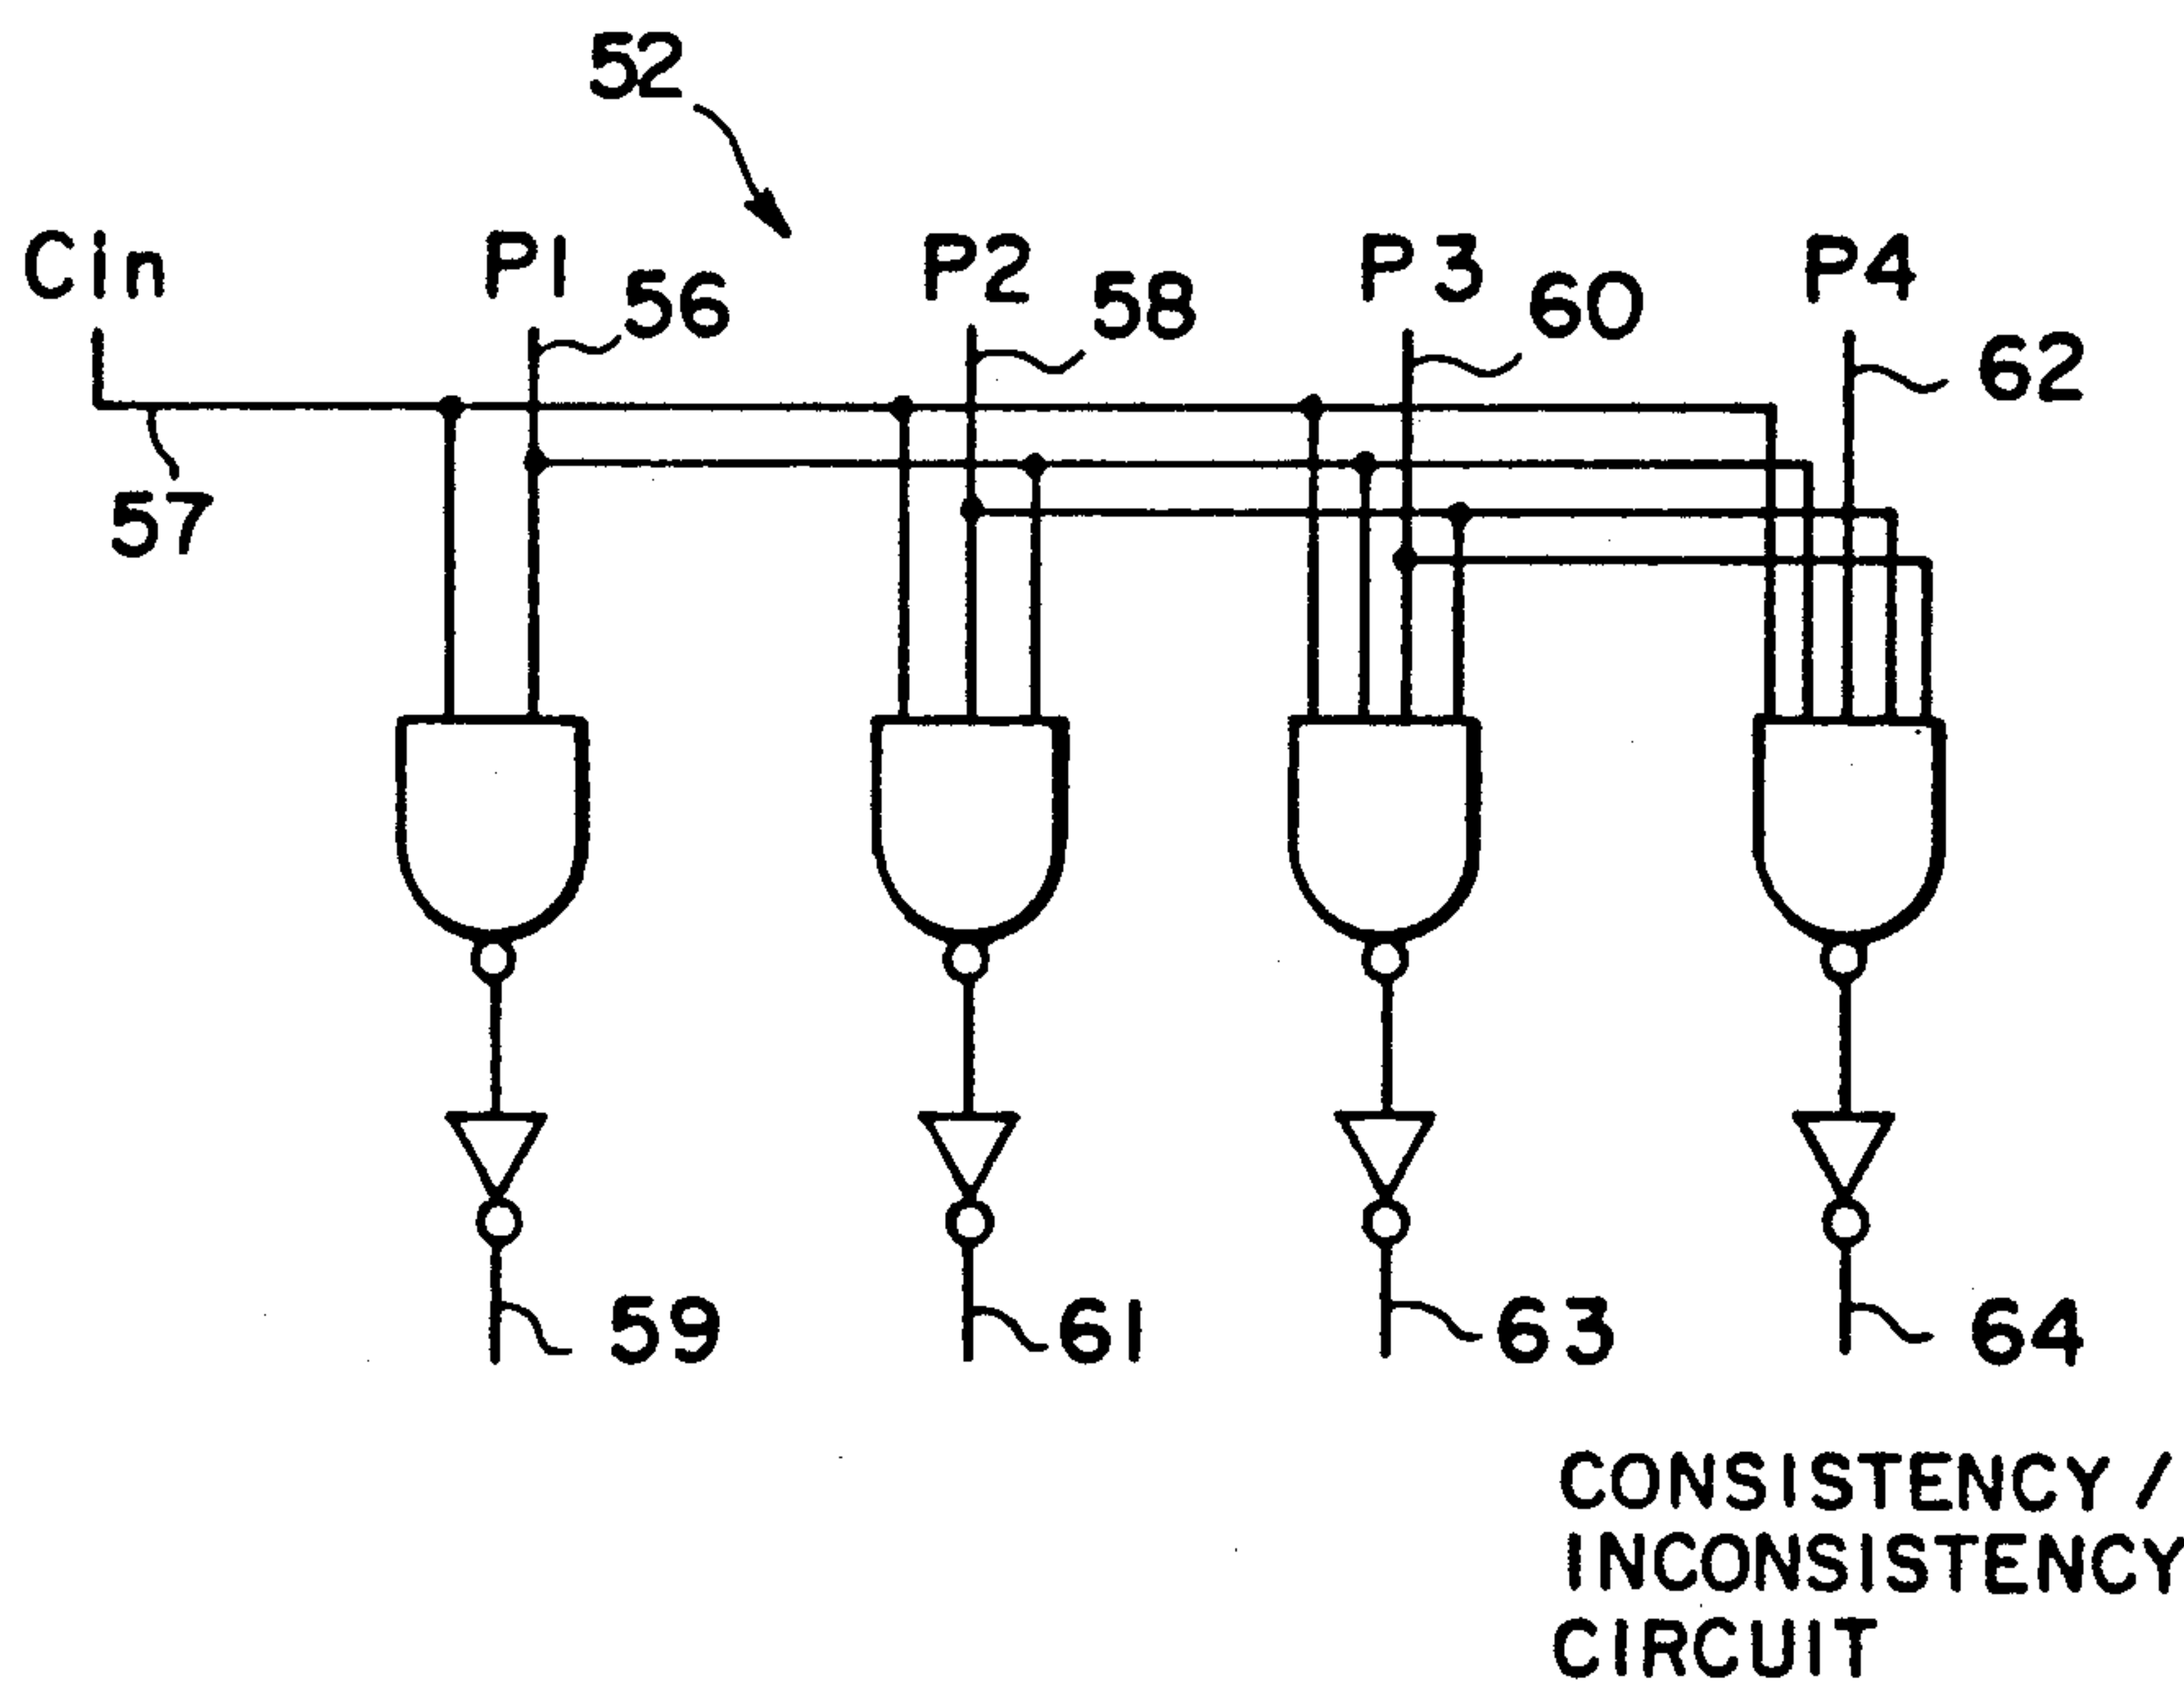 52
Cin P1 56 P2 58 P3 60 P4 62
57
59 61 63 64
CONSISTENCY /
INCONSISTENCY
CIRCUIT